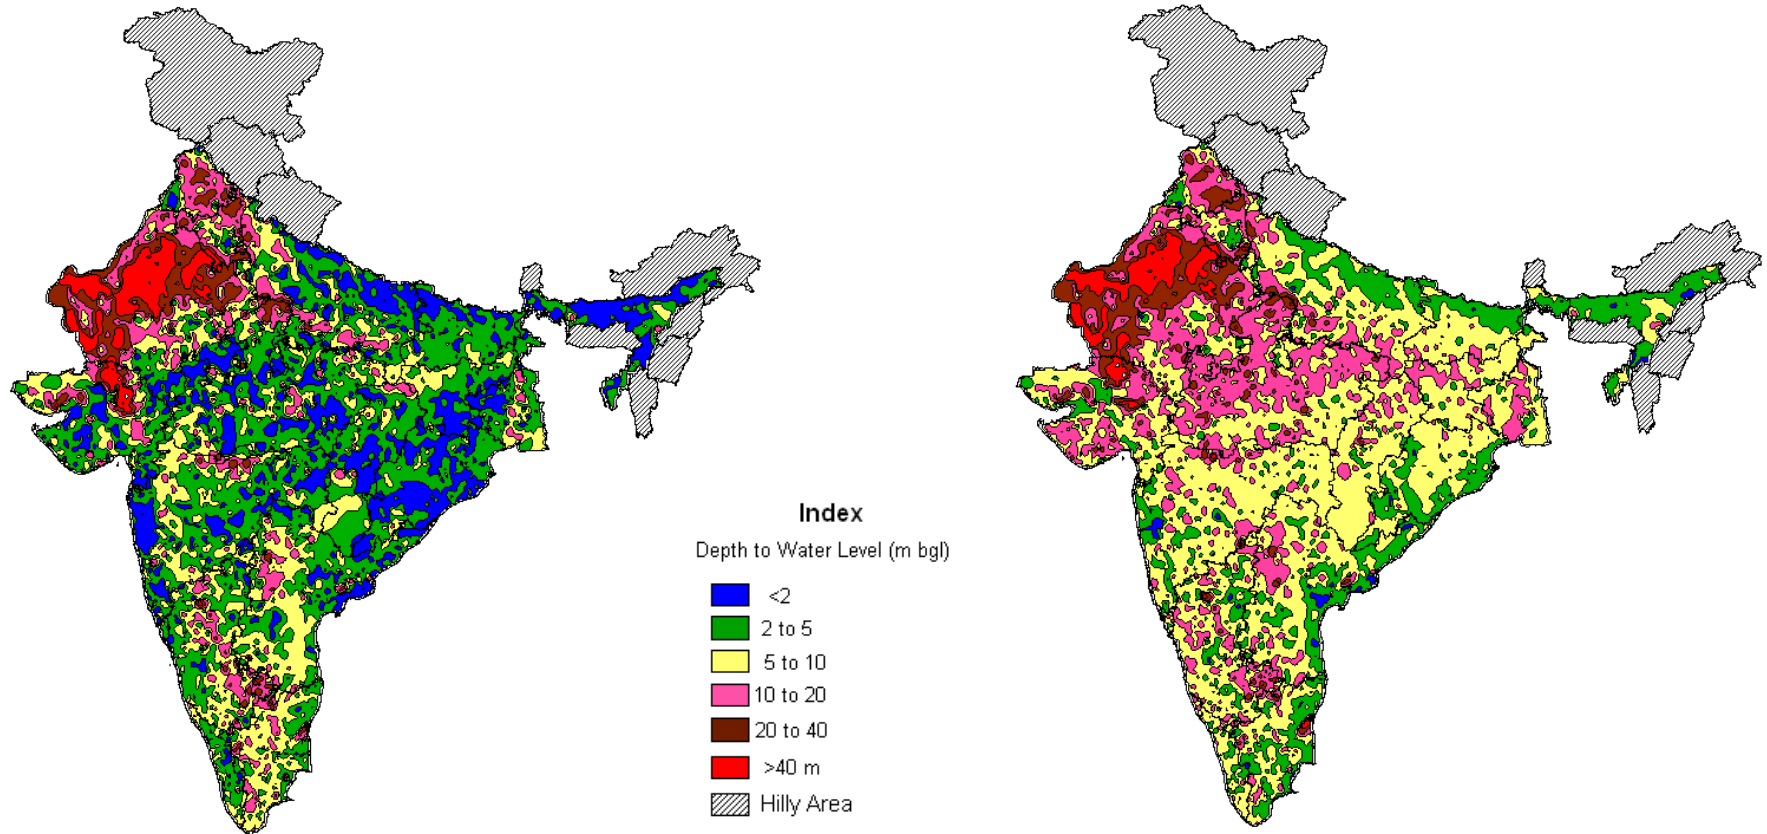 Index
Depth to Water Level (m bgl)
<2
2 to 5
5 to 10
10 to 20
20 to 40
>40 m
Hilly Area